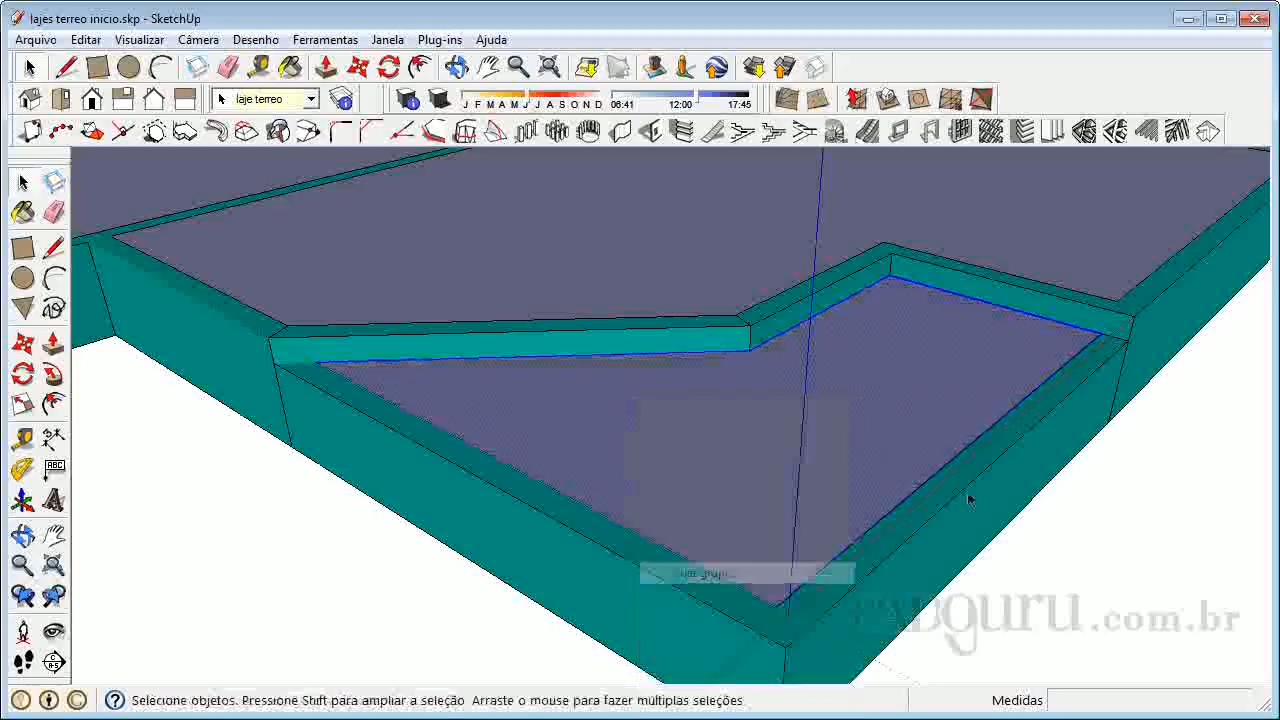 lajes terreo inicio.skp - SketchUp
Arquivo Editar Visualizar Câmera Desenho Ferramentas Janela Plug-ins Ajuda
laje terreo
J F M A M J J A S O N D 06:41 12:00 17:45
ABC
CADguru.com.br
Selecione objetos. Pressione Shift para ampliar a seleção. Arraste o mouse para fazer múltiplas seleções. Medidas